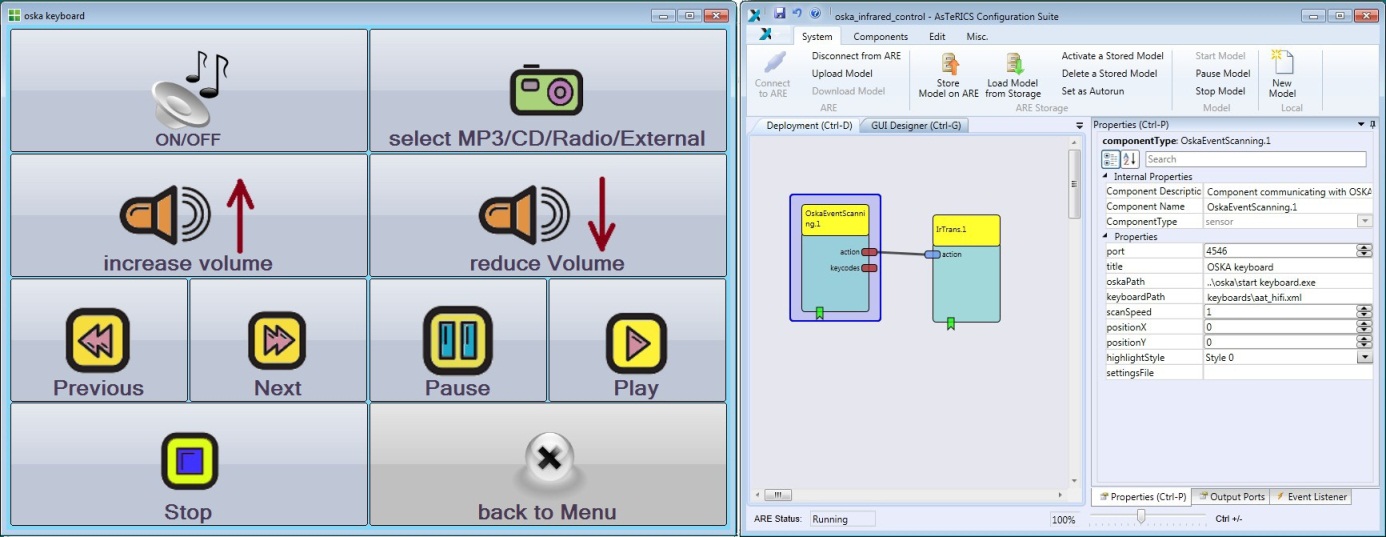 oska keyboard
ON/OFF
select MP3/CD/Radio/External
increase volume
reduce Volume
Previous
Next
Pause
Play
Stop
back to Menu
oska_infrared_control - AsTeRICS Configuration Suite
System
Components
Edit
Misc.
Connect
to ARE
Disconnect from ARE
Upload Model
Download Model
ARE
Store
Model on ARE
Load Model
from Storage
Activate a Stored Model
Delete a Stored Model
Set as Autorun
ARE Storage
Start Model
Pause Model
Stop Model
Model
New
Model
Local
Deployment (Ctrl-D)
GUI Designer (Ctrl-G)
OskaEventScanni
ng.1
action
keycodes
IrTrans.1
action
Properties (Ctrl-P)
componentType: OskaEventScanning.1
Search
Internal Properties
Component Descriptic Component communicating with OSKA
Component Name OskaEventScanning.1
ComponentType sensor
Properties
port 4546
title OSKA keyboard
oskaPath ..\oska\start keyboard.exe
keyboardPath keyboards\aat_hifi.xml
scanSpeed 1
positionX 0
positionY 0
highlightStyle Style 0
settingsFile
Properties (Ctrl-P)
Output Ports
Event Listener
ARE Status: Running
100%
Ctrl +/-